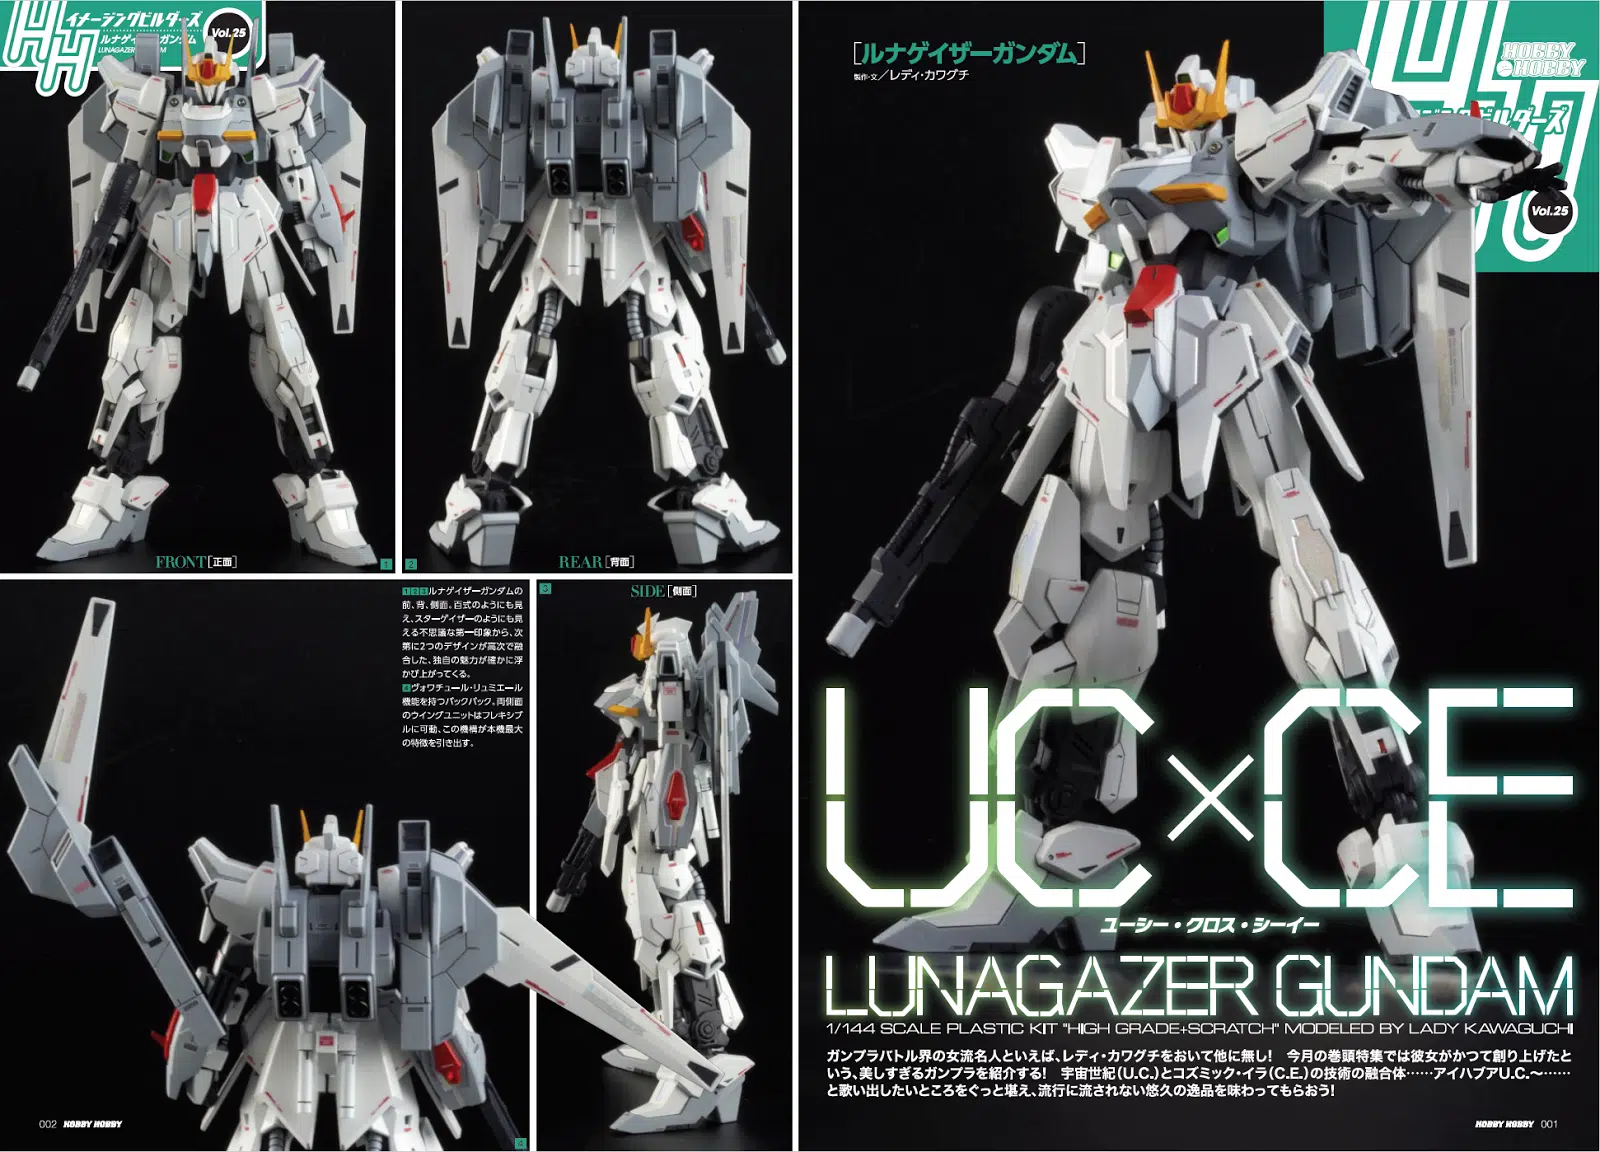 HOBBY
HOBBY
イメージングビルダーズ
Vol.25
[ルナゲイザーガンダム]
製作・文／レディ・カワグチ
UC×CE
ユーシー・クロス・シーイー
LUNAGAZER GUNDAM
1/144 SCALE PLASTIC KIT "HIGH GRADE+SCRATCH" MODELED BY LADY KAWAGUCHI
ガンプラバトル界の女流名人といえば、レディ・カワグチをおいて他に無し！　今月の巻頭特集では彼女がかつて創り上げたと
いう、美しすぎるガンプラを紹介する！　宇宙世紀（U.C.）とコズミック・イラ（C.E.）の技術の融合体……アイハブアU.C.〜……
と歌い出したいところをぐっと堪え、流行に流されない悠久の逸品を味わってもらおう！
HOBBY HOBBY 001
HH
イメージングビルダーズ
ルナゲイザーガンダム
LUNAGAZER GUNDAM
Vol.25
FRONT[正面]
1
2
REAR[背面]
1 2 3 ルナゲイザーガンダムの
前、背、側面。百式のようにも見
え、スターゲイザーのようにも見
える不思議な第一印象から、次
第に2つのデザインが高次で融
合した、独自の魅力が確かに浮
かび上がってくる。
4 ヴォワチュール・リュミエール
機能を持つバックパック。両側面
のウイングユニットはフレキシブ
ルに可動、この機構が本機最大
の特徴を引き出す。
3
SIDE[側面]
4
002 HOBBY HOBBY